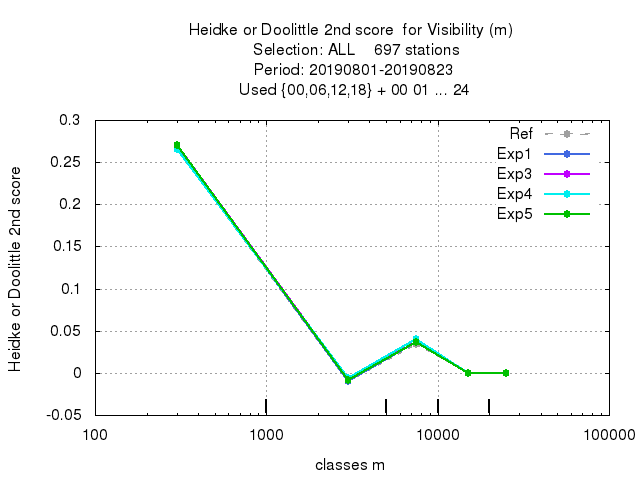 Heidke or Doolittle 2nd score  for Visibility (m)
Selection: ALL    697 stations
Period: 20190801-20190823
Used {00,06,12,18} + 00 01 ... 24
Heidke or Doolittle 2nd score
0.3
0.25
0.2
0.15
0.1
0.05
0
-0.05
Ref
Exp1
Exp3
Exp4
Exp5
100
1000
10000
100000
classes m